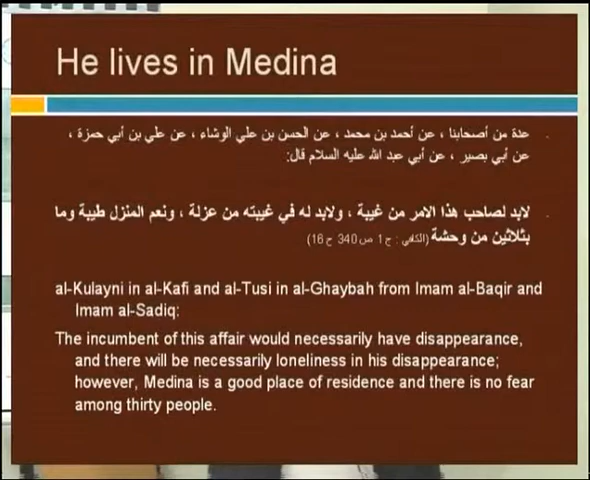 He lives in Medina
عدة من أصحابنا ، عن أحمد بن محمد ، عن الحسن بن علي الوشاء ، عن علي بن أبي حمزة ،
عن أبي بصير ، عن أبي عبد الله عليه السلام قال:
لابد لصاحب هذا الامر من غيبة ، ولابد له في غيبته من عزلة ، ونعم المنزل طيبة وما
بثلاثين من وحشة (الكافي : ج 1 ص 340 ح 16)
al-Kulayni in al-Kafi and al-Tusi in al-Ghaybah from Imam al-Baqir and
Imam al-Sadiq:
The incumbent of this affair would necessarily have disappearance,
and there will be necessarily loneliness in his disappearance;
however, Medina is a good place of residence and there is no fear
among thirty people.